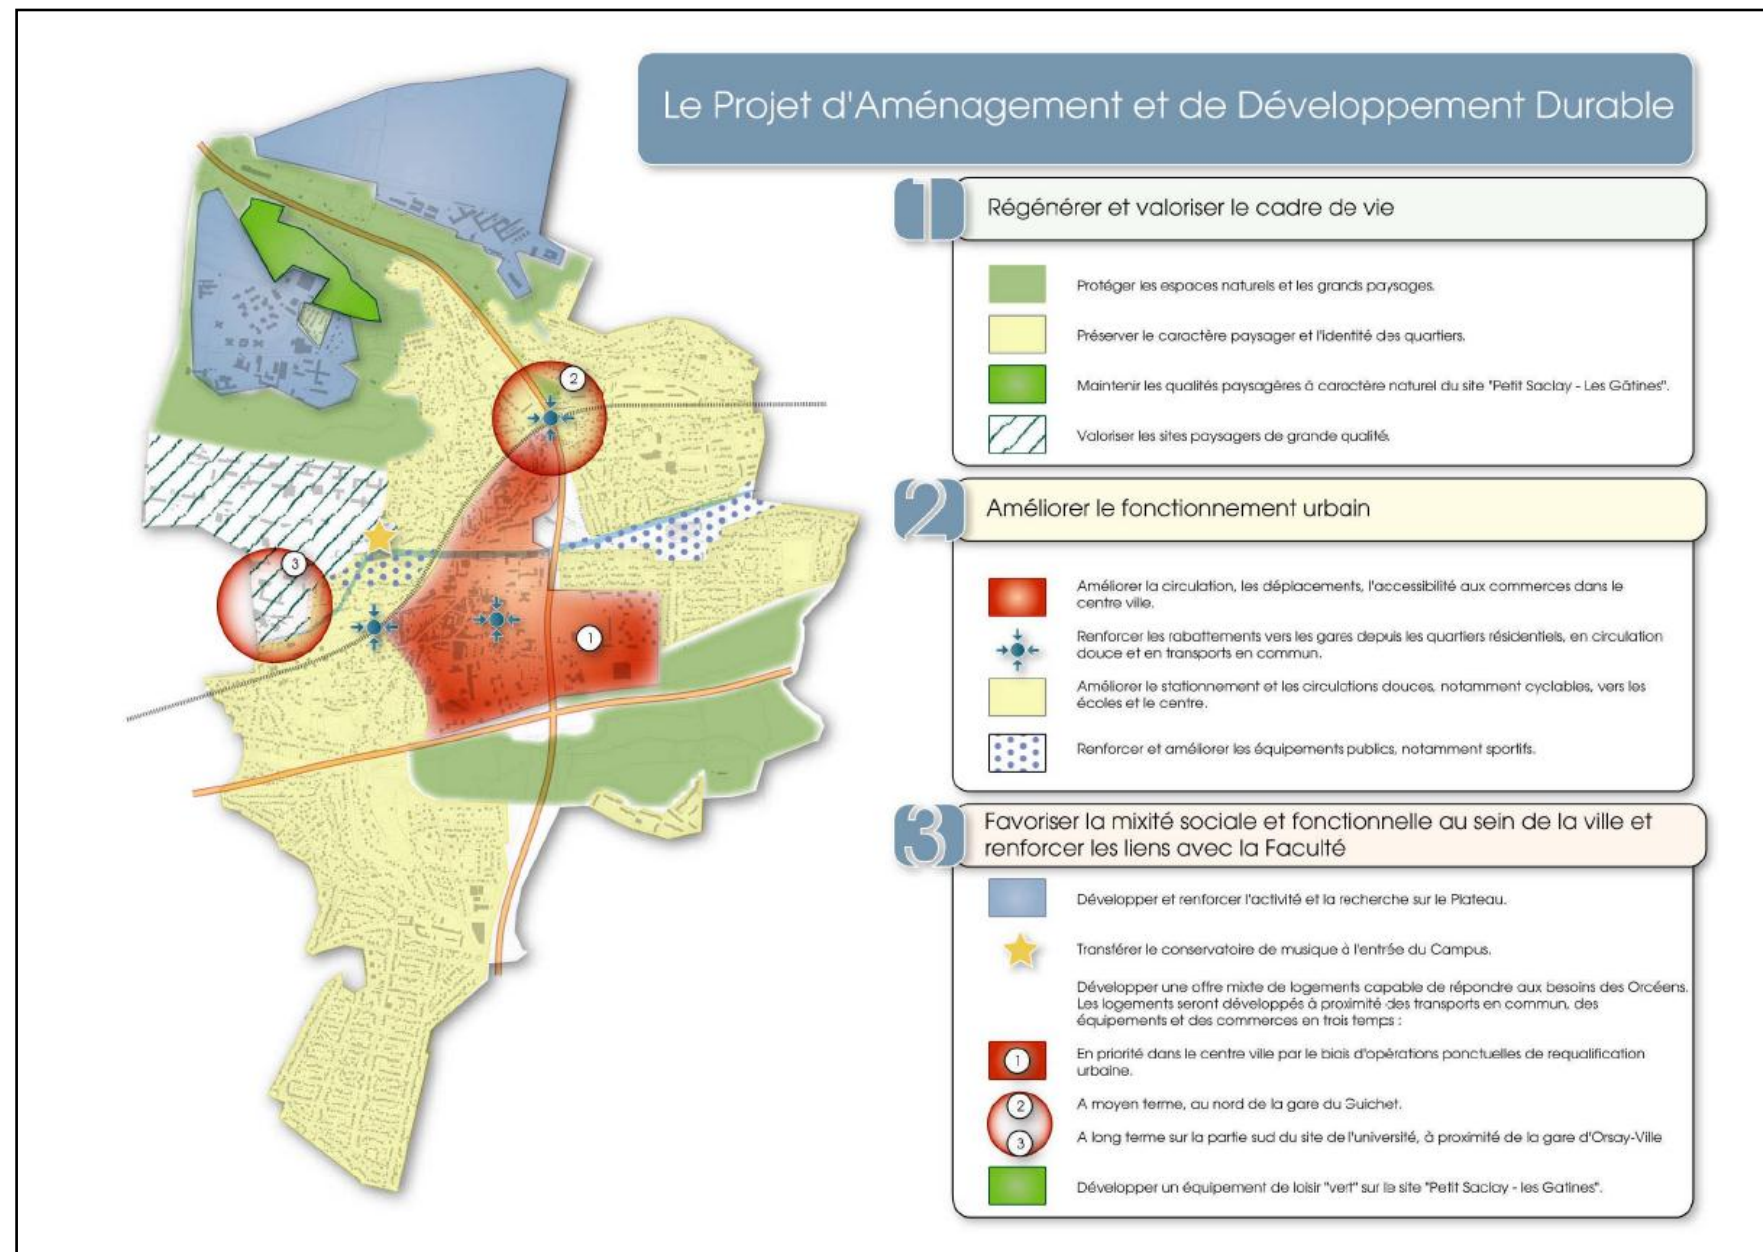 Le Projet d'Aménagement et de Développement Durable
1
Régénérer et valoriser le cadre de vie
Protéger les espaces naturels et les grands paysages.
Préserver le caractère paysager et l'identité des quartiers.
Maintenir les qualités paysagères à caractère naturel du site "Petit Saclay - Les Gâtines".
Valoriser les sites paysagers de grande qualité.
2
Améliorer le fonctionnement urbain
Améliorer la circulation, les déplacements, l'accessibilité aux commerces dans le
centre ville.
Renforcer les rabattements vers les gares depuis les quartiers résidentiels, en circulation
douce et en transports en commun.
Améliorer le stationnement et les circulations douces, notamment cyclables, vers les
écoles et le centre.
Renforcer et améliorer les équipements publics, notamment sportifs.
3
Favoriser la mixité sociale et fonctionnelle au sein de la ville et
renforcer les liens avec la Faculté
Développer et renforcer l'activité et la recherche sur le Plateau.
Transférer le conservatoire de musique à l'entrée du Campus.
Développer une offre mixte de logements capable de répondre aux besoins des Orcéens.
Les logements seront développés à proximité des transports en commun, des
équipements et des commerces en trois temps :
1
En priorité dans le centre ville par le biais d'opérations ponctuelles de requalification
urbaine.
2
A moyen terme, au nord de la gare du Guichet.
3
A long terme sur la partie sud du site de l'université, à proximité de la gare d'Orsay-Ville
Développer un équipement de loisir "vert" sur le site "Petit Saclay - les Gatines".
2
3
1